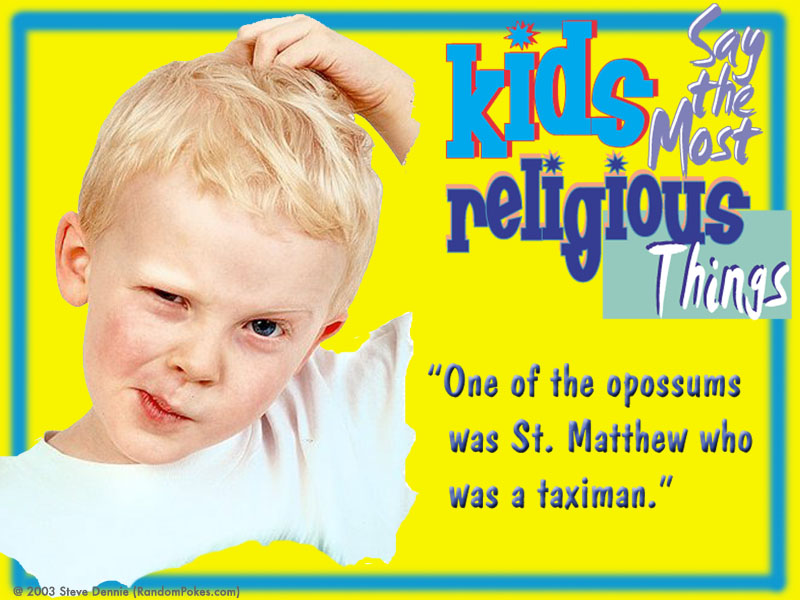 kids Say
the
Most
religious
Things
“One of the opossums
was St. Matthew who
was a taximan.”
@ 2003 Steve Dennie (RandomPokes.com)